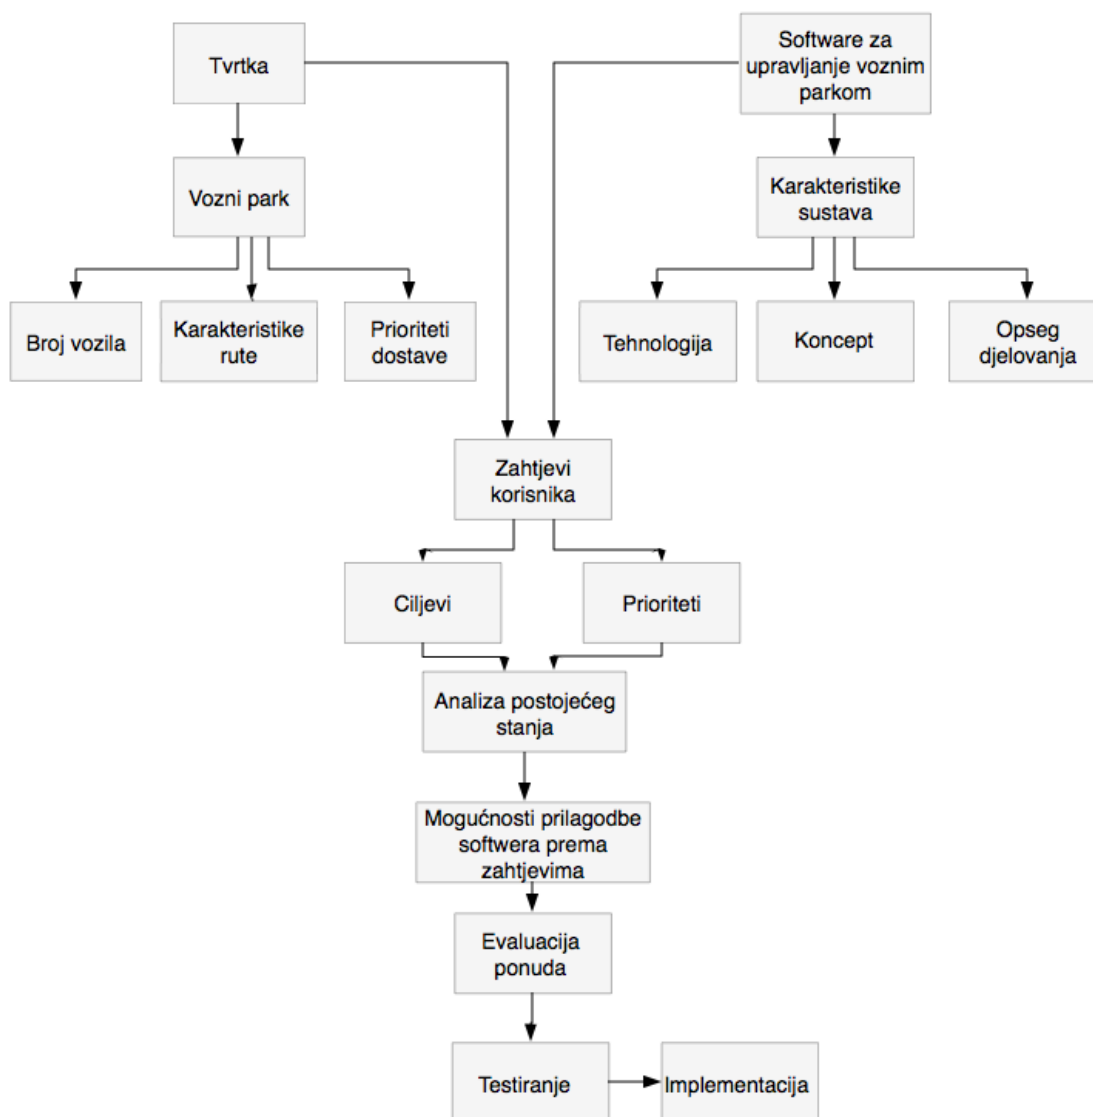 Tvrtka
Software za
upravljanje voznim
parkom
Vozni park
Karakteristike
sustava
Broj vozila
Karakteristike
rute
Prioriteti
dostave
Tehnologija
Koncept
Opseg
djelovanja
Zahtjevi
korisnika
Ciljevi
Prioriteti
Analiza postojećeg
stanja
Mogućnosti prilagodbe
softwera prema
zahtjevima
Evaluacija
ponuda
Testiranje
Implementacija